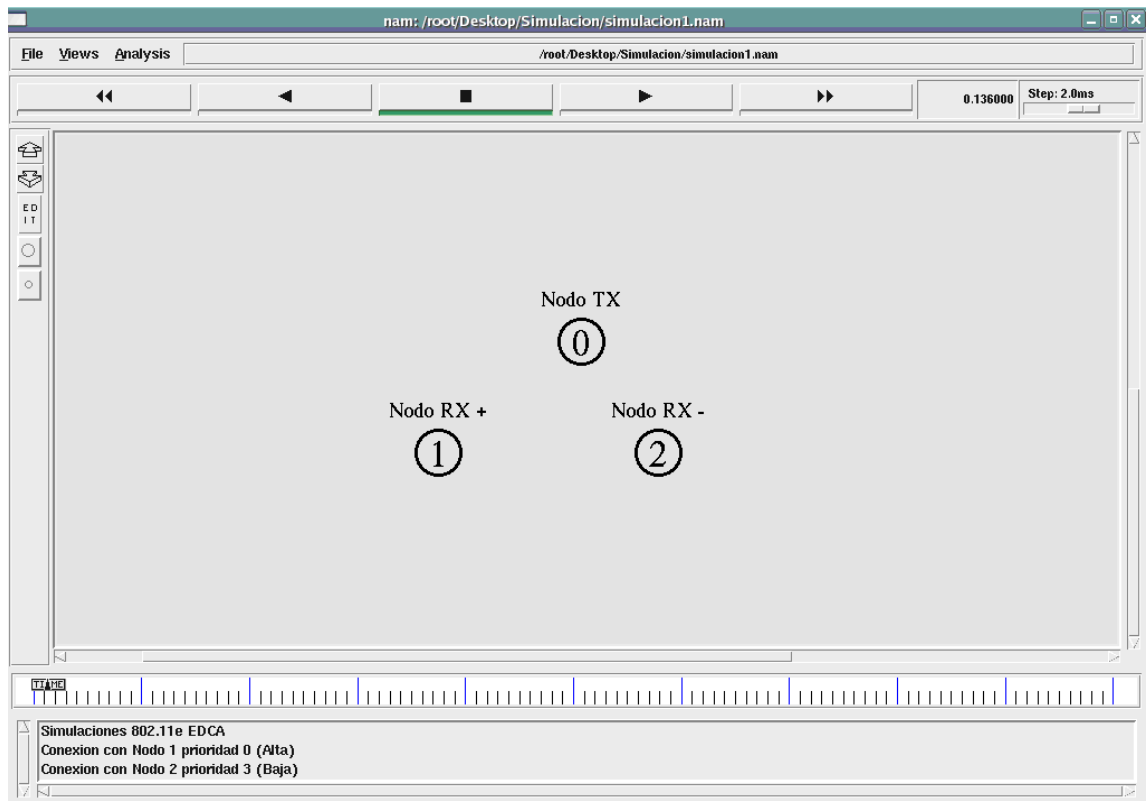 nam: /root/Desktop/Simulacion/simulacion1.nam
File Views Analysis /root/Desktop/Simulacion/simulacion1.nam
0.136000 Step: 2.0ms
ED
IT
Nodo TX
0
Nodo RX + Nodo RX -
1 2
TIME
Simulaciones 802.11e EDCA
Conexion con Nodo 1 prioridad 0 (Alta)
Conexion con Nodo 2 prioridad 3 (Baja)